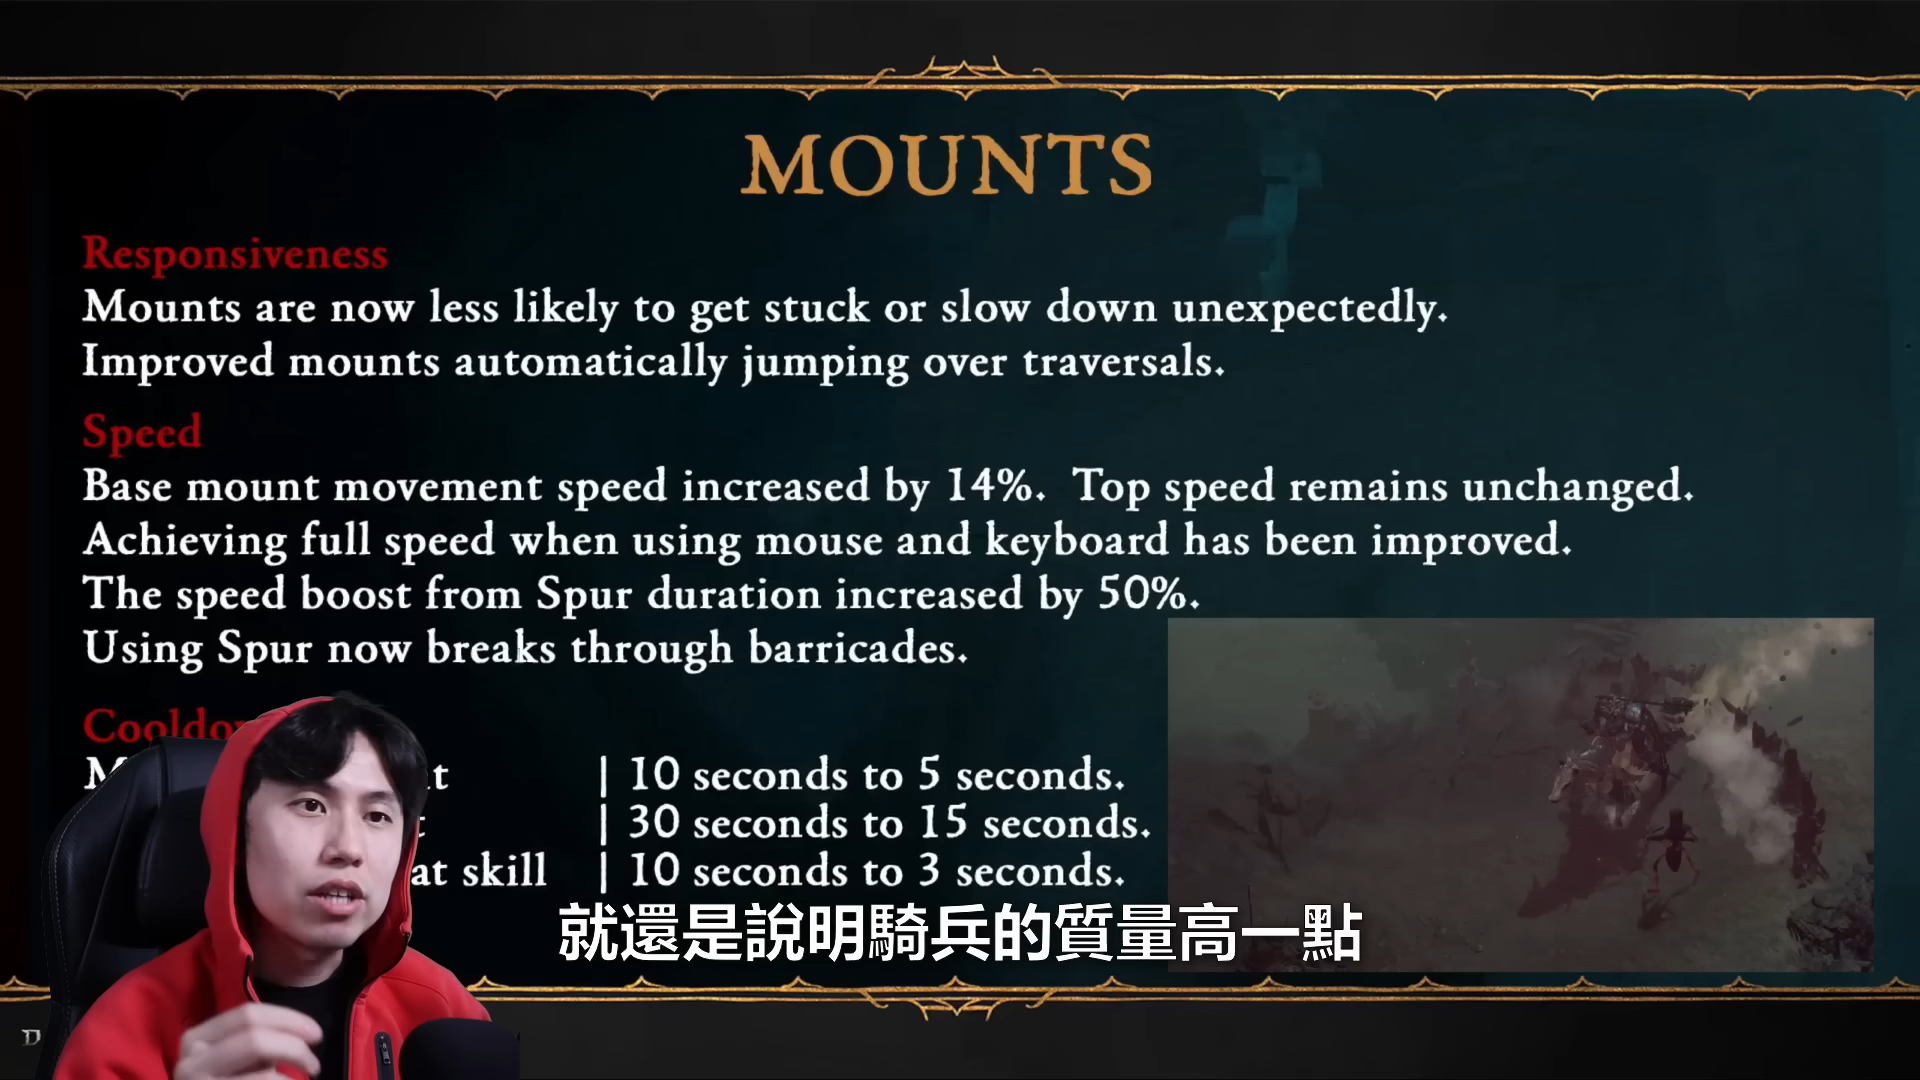 MOUNTS
Responsiveness
Mounts are now less likely to get stuck or slow down unexpectedly.
Improved mounts automatically jumping over traversals.
Speed
Base mount movement speed increased by 14%. Top speed remains unchanged.
Achieving full speed when using mouse and keyboard has been improved.
The speed boost from Spur duration increased by 50%.
Using Spur now breaks through barricades.
| 10 seconds to 5 seconds.
| 30 seconds to 15 seconds.
skill | 10 seconds to 3 seconds.
就還是說明騎兵的質量高一點